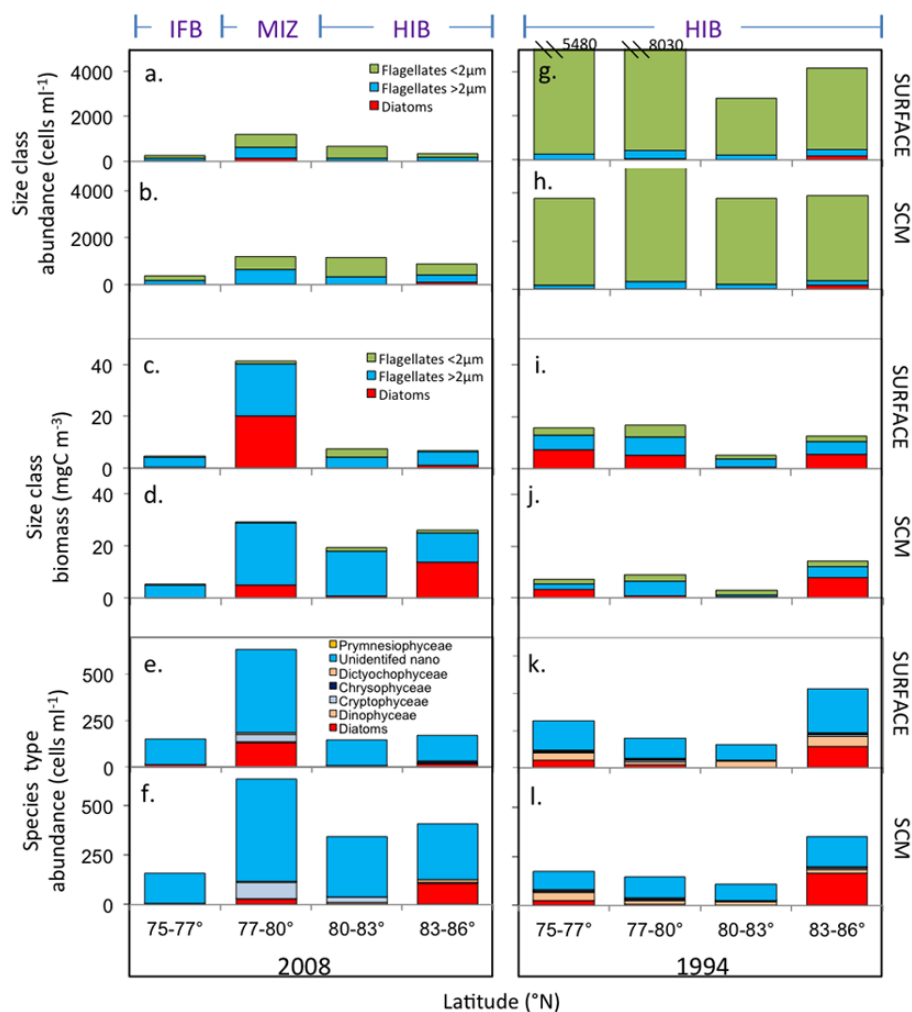 IFB MIZ HIB HIB
5480 8030
a.
Flagellates <2µm
Flagellates >2µm
Diatoms
g.
4000
2000
0
Size class
abundance (cells ml-1)
SURFACE
b.
h.
4000
2000
0
SCM
c.
Flagellates <2µm
Flagellates >2µm
Diatoms
i.
40
20
0
Size class
biomass (mgC m-3)
SURFACE
d.
j.
40
20
0
SCM
e.
Prymnesiophyceae
Unidentifed nano
Dictyochophyceae
Chrysophyceae
Cryptophyceae
Dinophyceae
Diatoms
k.
500
250
0
Species type
abundance (cells ml-1)
SURFACE
f.
l.
500
250
0
SCM
75-77° 77-80° 80-83° 83-86° 75-77° 77-80° 80-83° 83-86°
2008 1994
Latitude (°N)